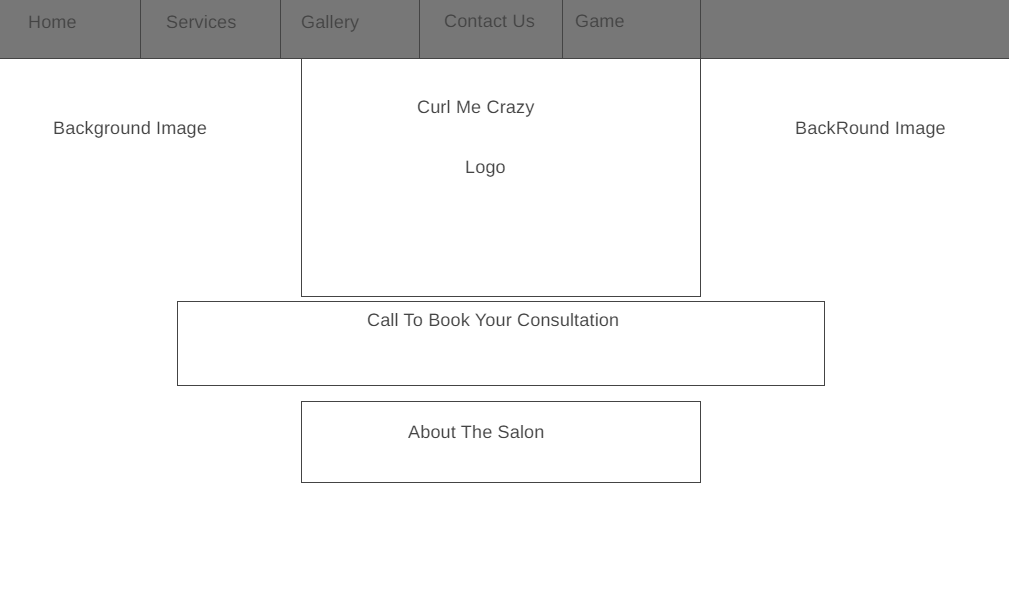 Home
Services
Gallery
Contact Us
Game
Curl Me Crazy
Background Image
BackRound Image
Logo
Call To Book Your Consultation
About The Salon